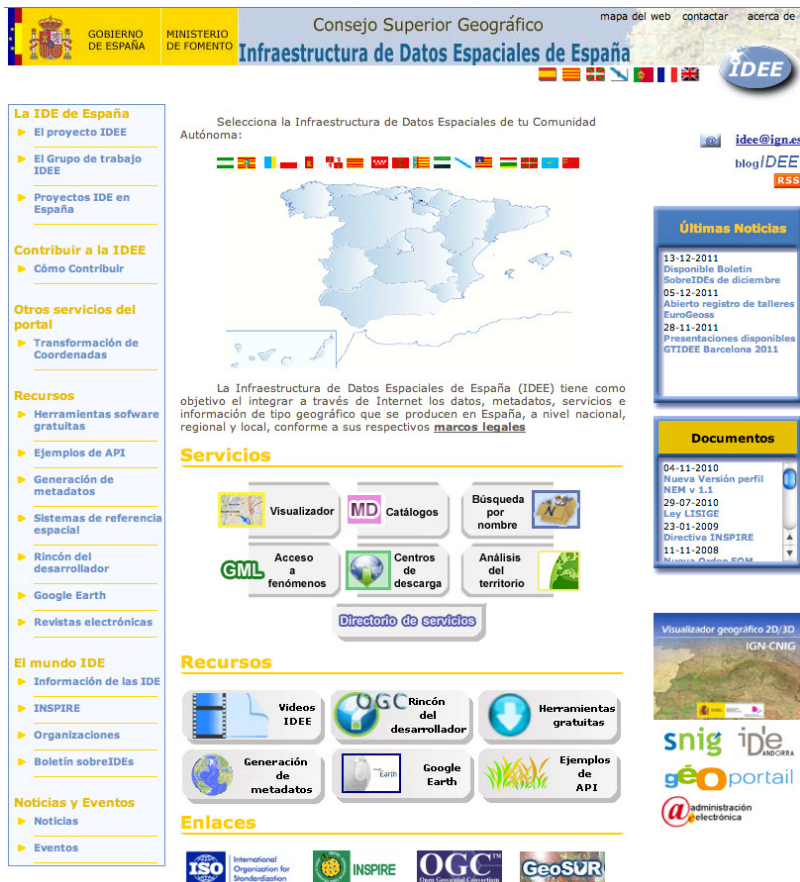 GOBIERNO
DE ESPAÑA
MINISTERIO
DE FOMENTO
Consejo Superior Geográfico
Infraestructura de Datos Espaciales de España
mapa del web contactar acerca de
IDEE
La IDE de España
El proyecto IDEE
El Grupo de trabajo
IDEE
Proyectos IDE en
España
Contribuir a la IDEE
Cómo Contribuir
Otros servicios del
portal
Transformación de
Coordenadas
Recursos
Herramientas sofware
gratuitas
Ejemplos de API
Generación de
metadatos
Sistemas de referencia
espacial
Rincón del
desarrollador
Google Earth
Revistas electrónicas
El mundo IDE
Información de las IDE
INSPIRE
Organizaciones
Boletín sobreIDEs
Noticias y Eventos
Noticias
Eventos
Selecciona la Infraestructura de Datos Espaciales de tu Comunidad
Autónoma:
La Infraestructura de Datos Espaciales de España (IDEE) tiene como
objetivo el integrar a través de Internet los datos, metadatos, servicios e
información de tipo geográfico que se producen en España, a nivel nacional,
regional y local, conforme a sus respectivos marcos legales
Servicios
Visualizador
MD Catálogos
Búsqueda
por
nombre
GML Acceso
a
fenómenos
Centros
de
descarga
Análisis
del
territorio
Directorio de servicios
Recursos
Videos
IDEE
OGC Rincón
del
desarrollador
Herramientas
gratuitas
Generación
de
metadatos
Earth
Google
Earth
Ejemplos
de
API
Enlaces
ISO
International
Organization for
Standardization
INSPIRE
OGC™
Open Geospatial Consortium
GeoSUR
@ idee@ign.es
blogIDEE
RSS
Últimas Noticias
13-12-2011
Disponible Boletin
SobreIDEs de diciembre
05-12-2011
Abierto registro de talleres
EuroGeoss
28-11-2011
Presentaciones disponibles
GTIDEE Barcelona 2011
Documentos
04-11-2010
Nueva Versión perfil
NEM v 1.1
29-07-2010
Ley LISIGE
23-01-2009
Directiva INSPIRE
11-11-2008
Nueva Orden FOM
Visualizador geográfico 2D/3D
IGN-CNIG
snig
iDe
ANDORRA
géoportail
@ administración
electrónica